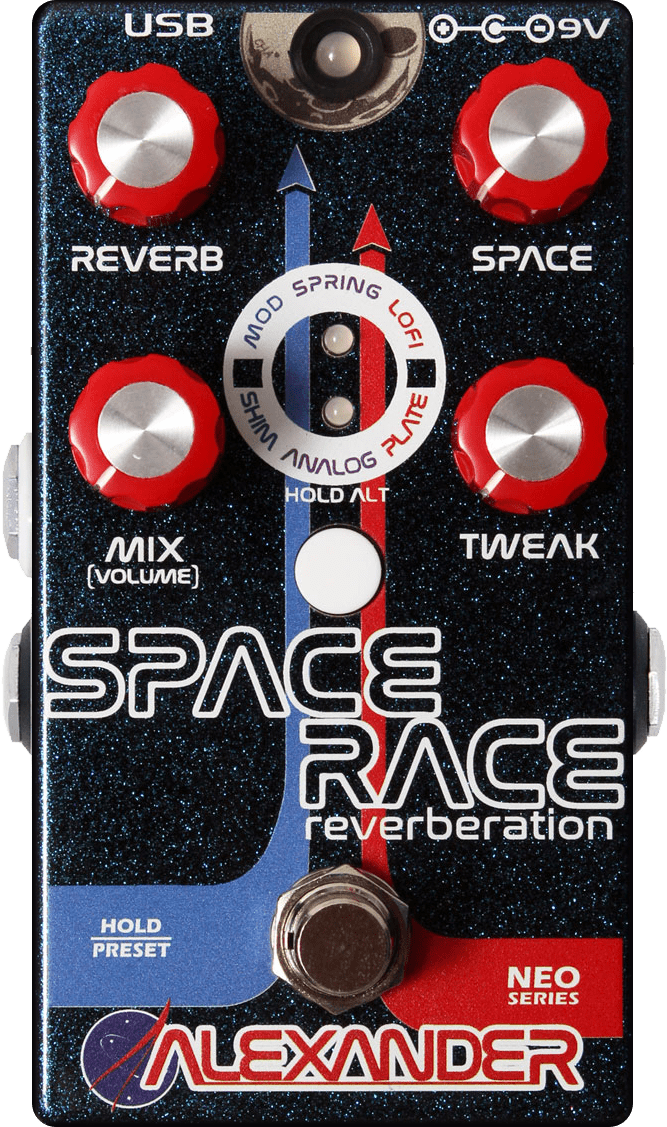 USB
9V
REVERB
SPACE
MOD SPRING LOFI
SHIM ANALOG PLATE
HOLD ALT
MIX
(VOLUME)
TWEAK
SPACE
RACE
reverberation
HOLD
PRESET
NEO
SERIES
ALEXANDER